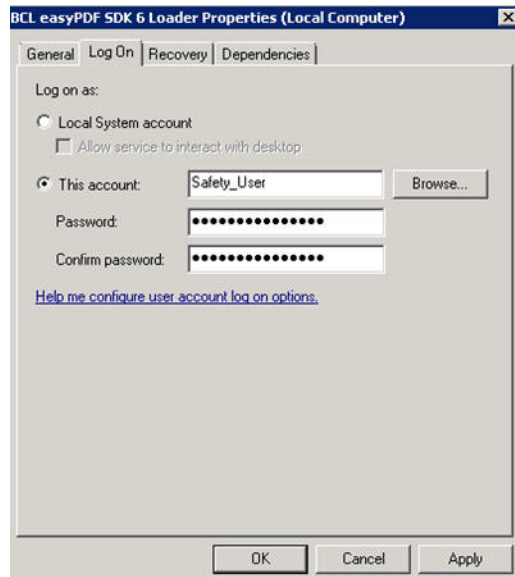 BCL easyPDF SDK 6 Loader Properties (Local Computer)
General Log On Recovery Dependencies
Log on as:
Local System account
Allow service to interact with desktop
This account: Safety_User Browse...
Password: •••••••••••••••
Confirm password: •••••••••••••••
Help me configure user account log on options.
OK Cancel Apply